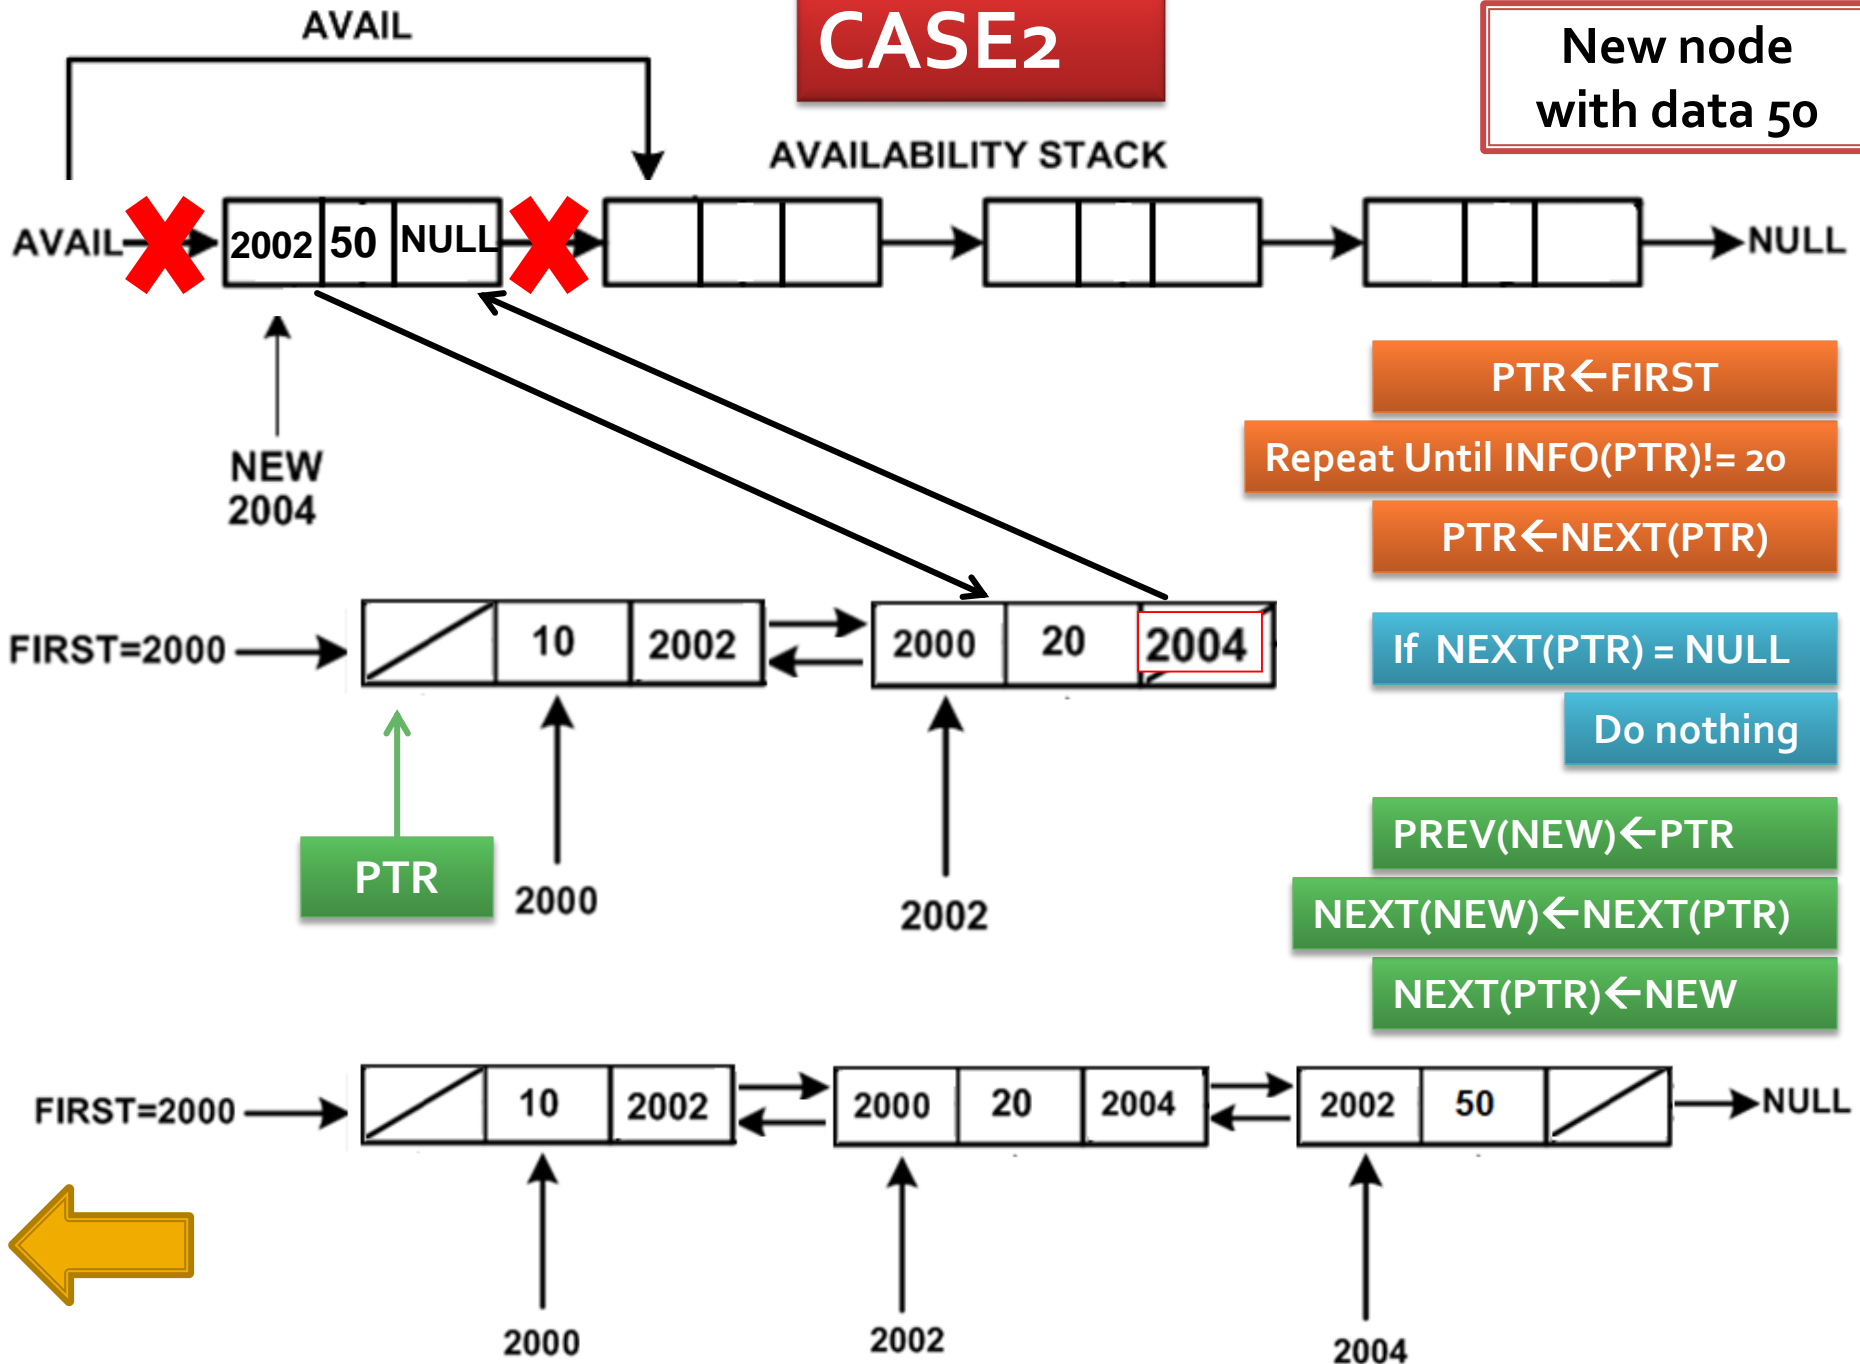 AVAIL
CASE2
New node
with data 50
AVAILABILITY STACK
AVAIL 2002 50 NULL NULL
NEW
2004
PTR←FIRST
Repeat Until INFO(PTR)!= 20
PTR←NEXT(PTR)
FIRST=2000 10 2002 2000 20 2004
If NEXT(PTR) = NULL
Do nothing
PTR
2000
2002
PREV(NEW)←PTR
NEXT(NEW)←NEXT(PTR)
NEXT(PTR)←NEW
FIRST=2000 10 2002 2000 20 2004 2002 50 NULL
2000
2002
2004